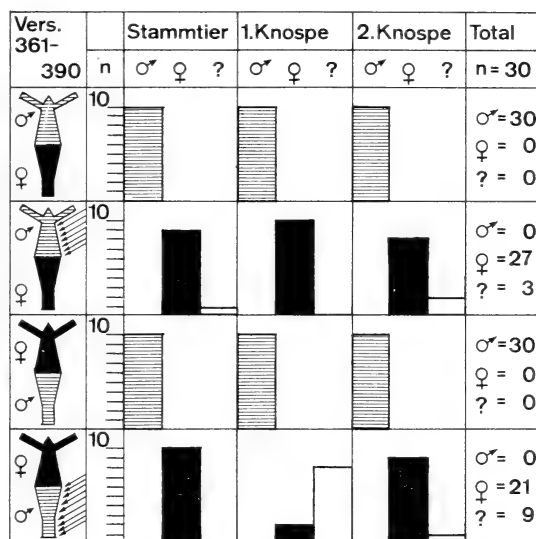 Vers. 361–390 n Stammtier 1.Knospe 2.Knospe Total
♂ ♀ ? ♂ ♀ ? ♂ ♀ ? n=30
♂ ♀ 10 ♂=30
♀= 0
?= 0
♂ ♀ 10 ♂= 0
♀=27
?= 3
♀ ♂ 10 ♂=30
♀= 0
?= 0
♀ ♂ 10 ♂= 0
♀=21
?= 9